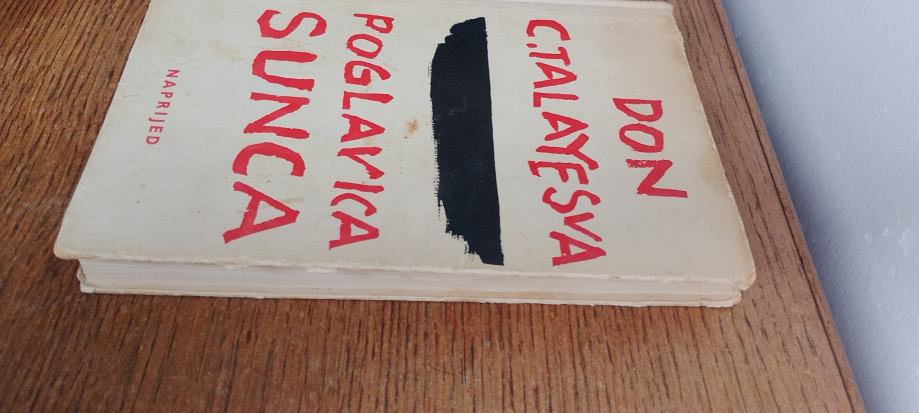 DON
C.TALAYESVA
POGLAVICA
SUNCA
NAPRIJED